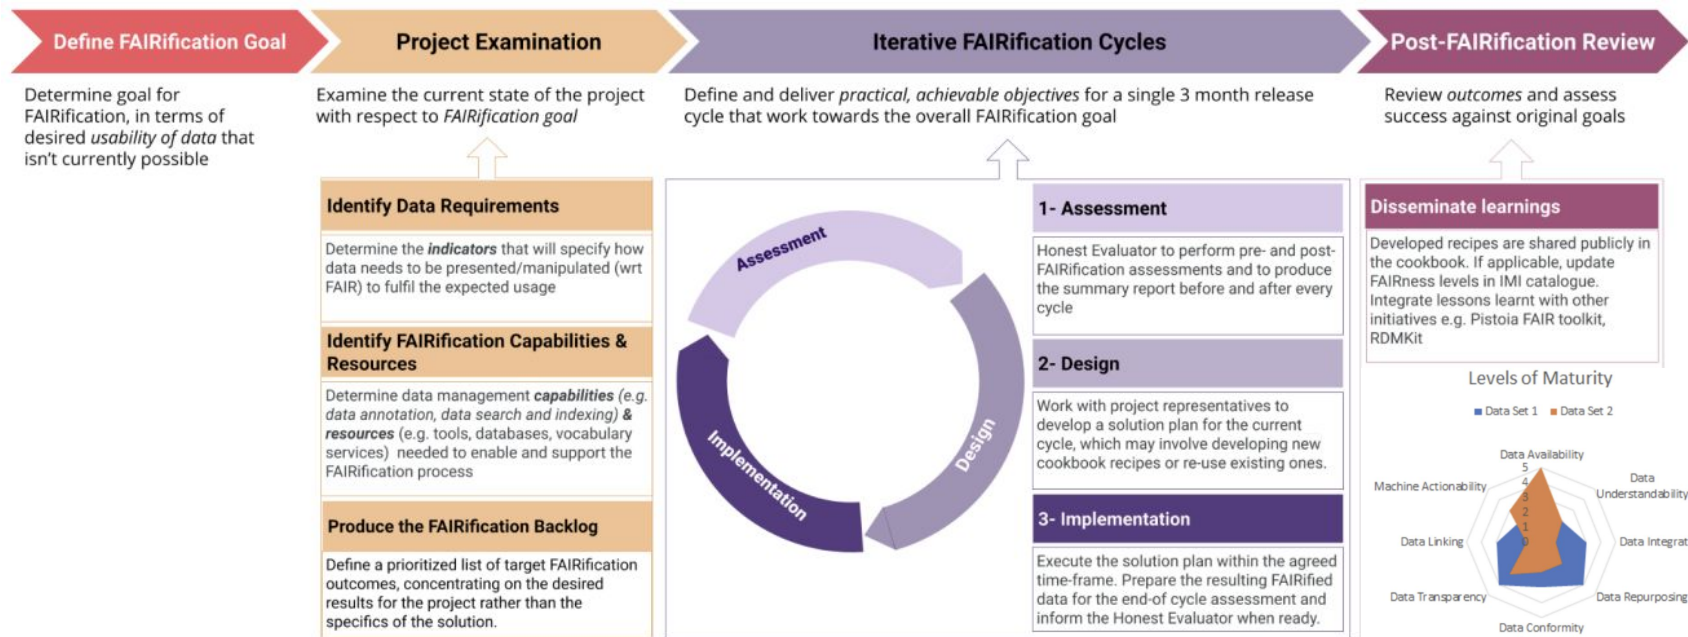 Define FAIRification Goal
Project Examination
Iterative FAIRification Cycles
Post-FAIRification Review
Determine goal for
FAIRification, in terms of
desired usability of data that
isn't currently possible
Examine the current state of the project
with respect to FAIRification goal
Define and deliver practical, achievable objectives for a single 3 month release
cycle that work towards the overall FAIRification goal
Review outcomes and assess
success against original goals
Identify Data Requirements
Determine the indicators that will specify how
data needs to be presented/manipulated (wrt
FAIR) to fulfil the expected usage
Identify FAIRification Capabilities &
Resources
Determine data management capabilities (e.g.
data annotation, data search and indexing) &
resources (e.g. tools, databases, vocabulary
services) needed to enable and support the
FAIRification process
Produce the FAIRification Backlog
Define a prioritized list of target FAIRification
outcomes, concentrating on the desired
results for the project rather than the
specifics of the solution.
Assessment
Design
Implementation
1- Assessment
Honest Evaluator to perform pre- and post-
FAIRification assessments and to produce
the summary report before and after every
cycle
2- Design
Work with project representatives to
develop a solution plan for the current
cycle, which may involve developing new
cookbook recipes or re-use existing ones.
3- Implementation
Execute the solution plan within the agreed
time-frame. Prepare the resulting FAIRified
data for the end-of cycle assessment and
inform the Honest Evaluator when ready.
Disseminate learnings
Developed recipes are shared publicly in
the cookbook. If applicable, update
FAIRness levels in IMI catalogue.
Integrate lessons learnt with other
initiatives e.g. Pistoia FAIR toolkit,
RDMKit
Levels of Maturity
Data Set 1
Data Set 2
Data Availability
5
4
3
2
1
0
Data
Understandability
Data Integrat
Data Repurposing
Data Conformity
Data Transparency
Data Linking
Machine Actionability